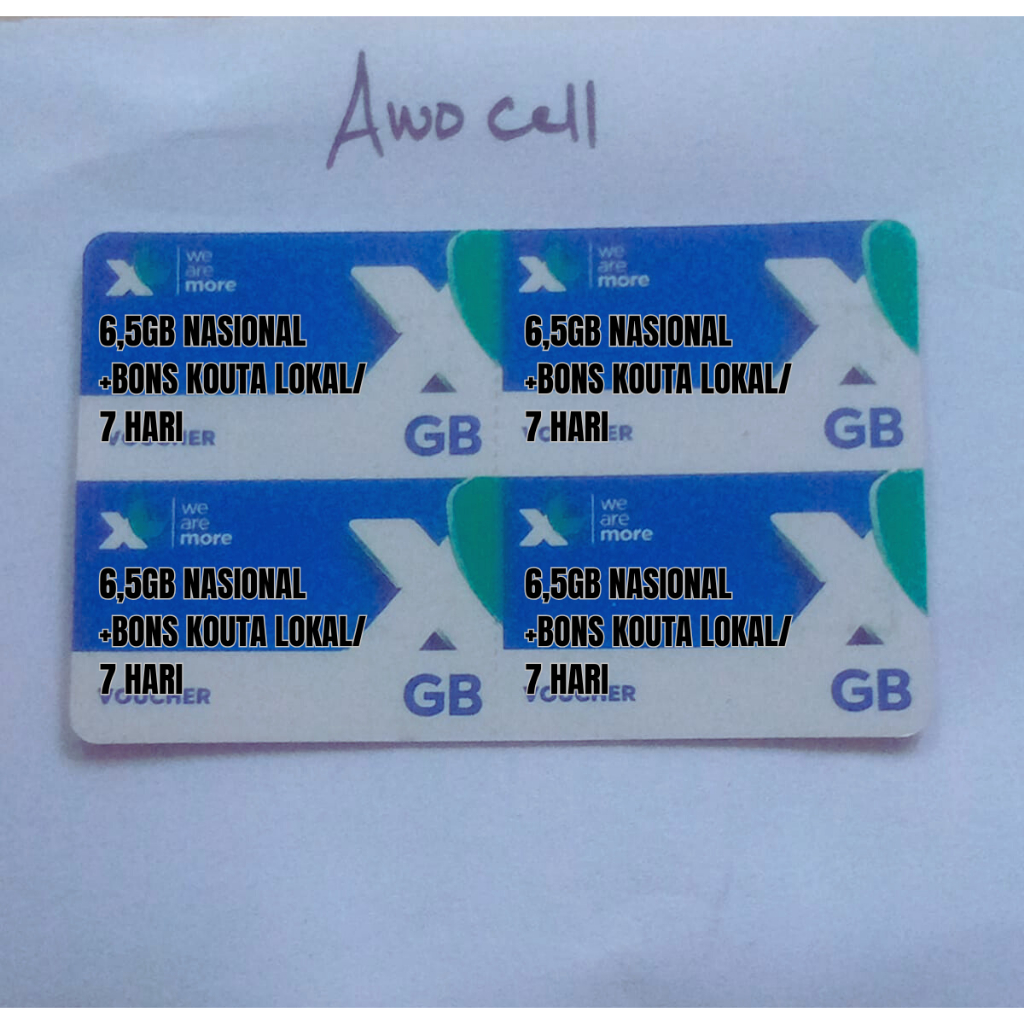 Awo cell
we
are
more
6,5GB NASIONAL
+BONS KOUTA LOKAL/
7 HARI
VOUCHER
GB
we
are
more
6,5GB NASIONAL
+BONS KOUTA LOKAL/
7 HARI
VOUCHER
GB
we
are
more
6,5GB NASIONAL
+BONS KOUTA LOKAL/
7 HARI
VOUCHER
GB
we
are
more
6,5GB NASIONAL
+BONS KOUTA LOKAL/
7 HARI
VOUCHER
GB